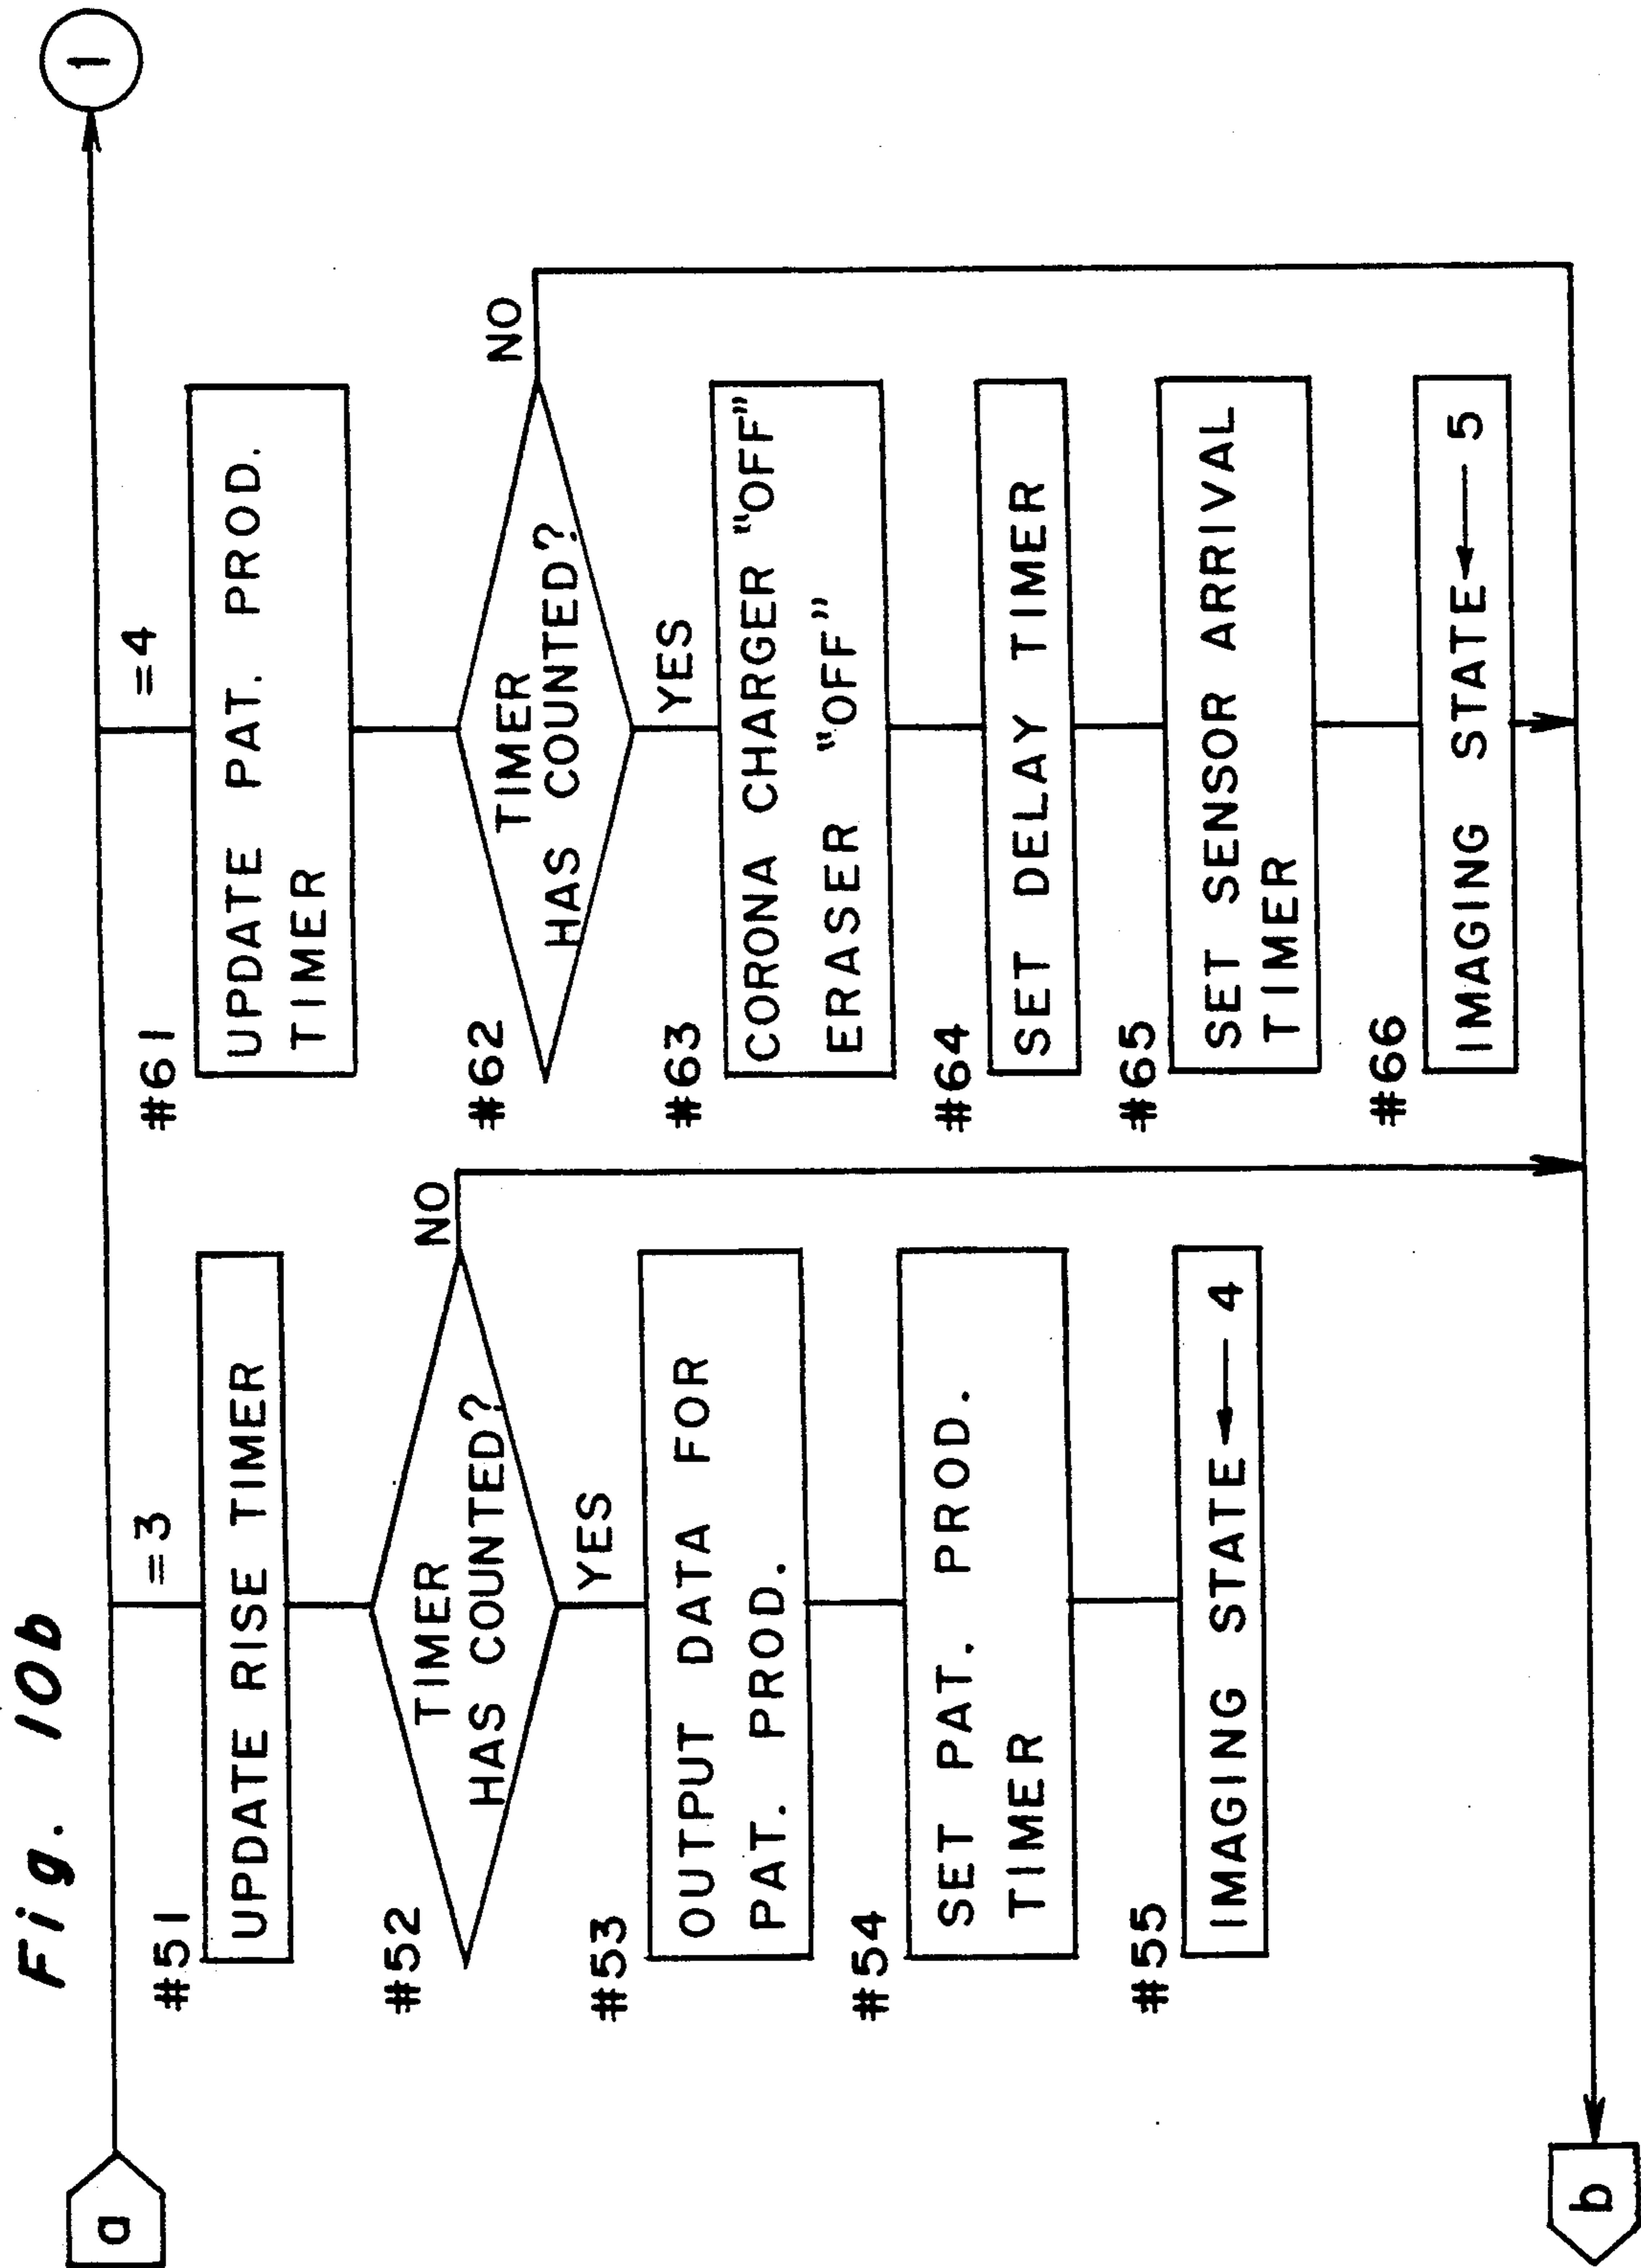 Fig. 10b
a
1
=3
#51
UPDATE RISE TIMER
#52
TIMER
HAS COUNTED?
NO
YES
#53
OUTPUT DATA FOR
PAT. PROD.
#54
SET PAT. PROD.
TIMER
#55
IMAGING STATE ← 4
=4
#61
UPDATE PAT. PROD.
TIMER
#62
TIMER
HAS COUNTED?
NO
YES
#63
CORONA CHARGER "OFF"
ERASER "OFF"
#64
SET DELAY TIMER
#65
SET SENSOR ARRIVAL
TIMER
#66
IMAGING STATE ← 5
b